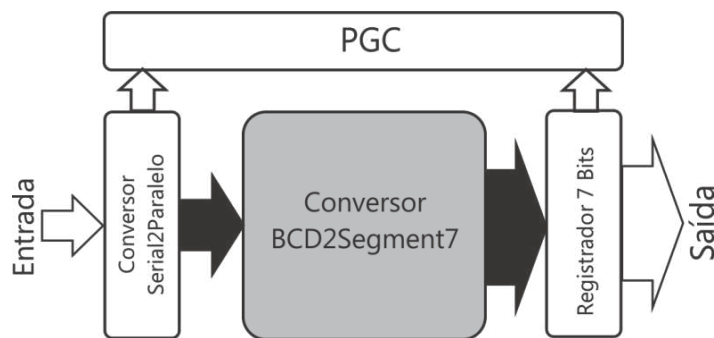 PGC
Entrada
Conversor
Serial2Paralelo
Conversor
BCD2Segment7
Registrador 7 Bits
Saída